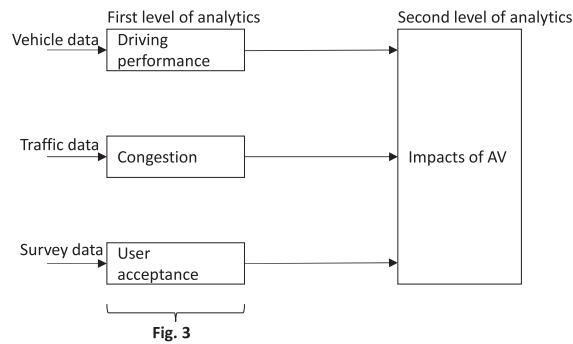 First level of analytics
Second level of analytics
Vehicle data
Driving
performance
Traffic data
Congestion
Impacts of AV
Survey data
User
acceptance
Fig. 3